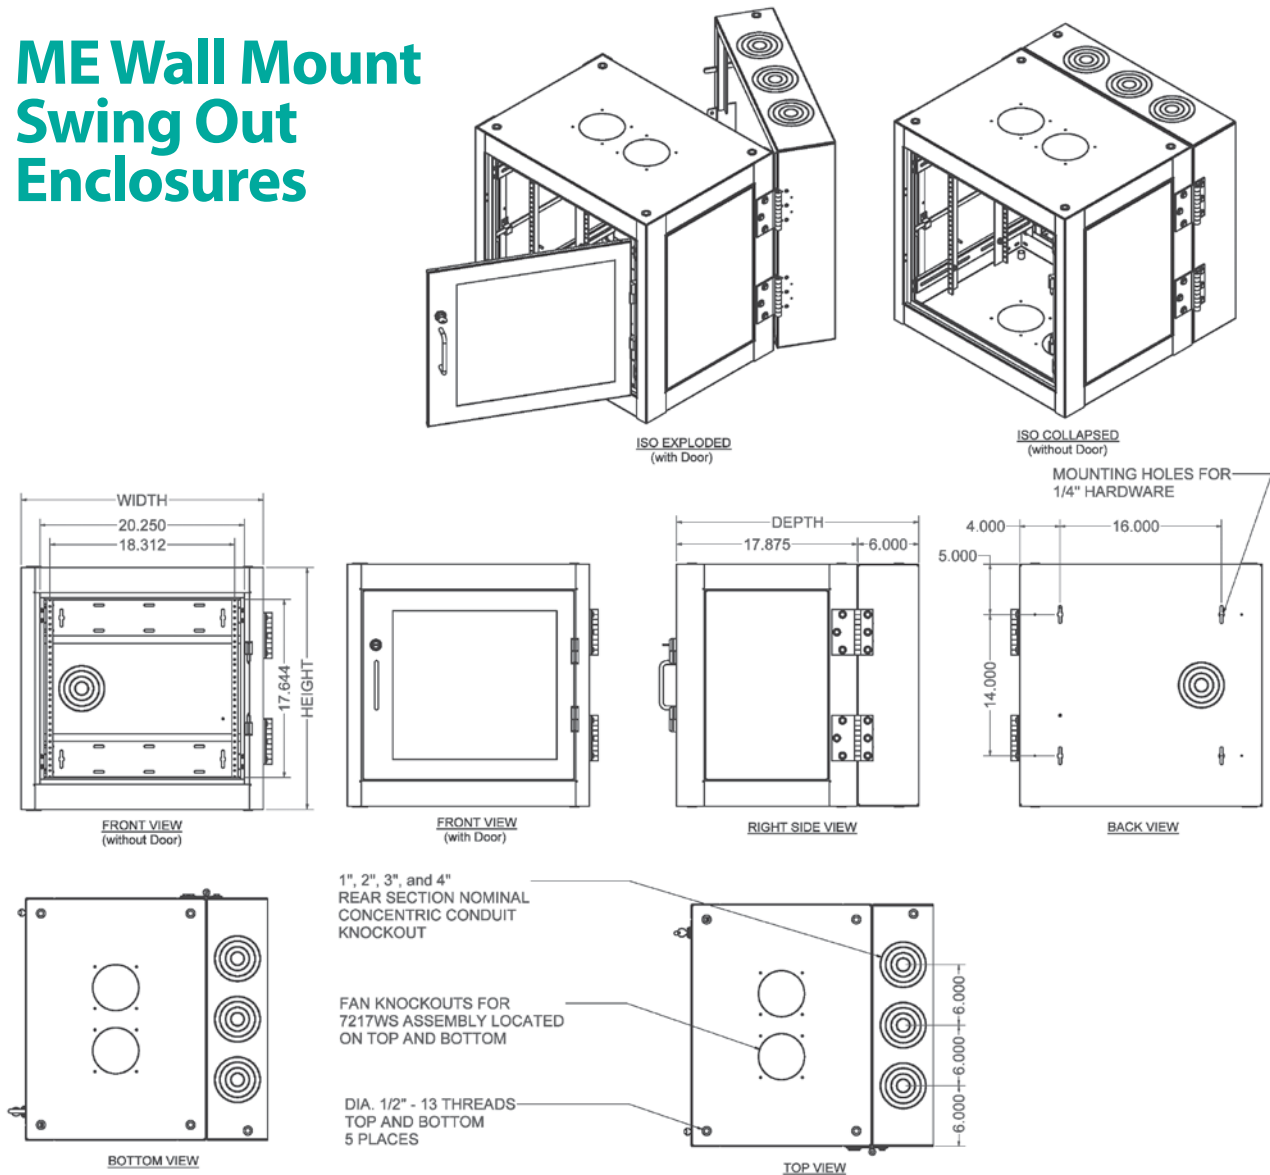 ME Wall Mount
Swing Out
Enclosures
ISO EXPLODED
(with Door)
ISO COLLAPSED
(without Door)
MOUNTING HOLES FOR
1/4" HARDWARE
WIDTH
20.250
18.312
17.644
HEIGHT
FRONT VIEW
(without Door)
FRONT VIEW
(with Door)
DEPTH
17.875
6.000
RIGHT SIDE VIEW
4.000
16.000
5.000
14.000
BACK VIEW
BOTTOM VIEW
1", 2", 3", and 4"
REAR SECTION NOMINAL
CONCENTRIC CONDUIT
KNOCKOUT
FAN KNOCKOUTS FOR
7217WS ASSEMBLY LOCATED
ON TOP AND BOTTOM
DIA. 1/2" - 13 THREADS
TOP AND BOTTOM
5 PLACES
6.000
6.000
6.000
TOP VIEW